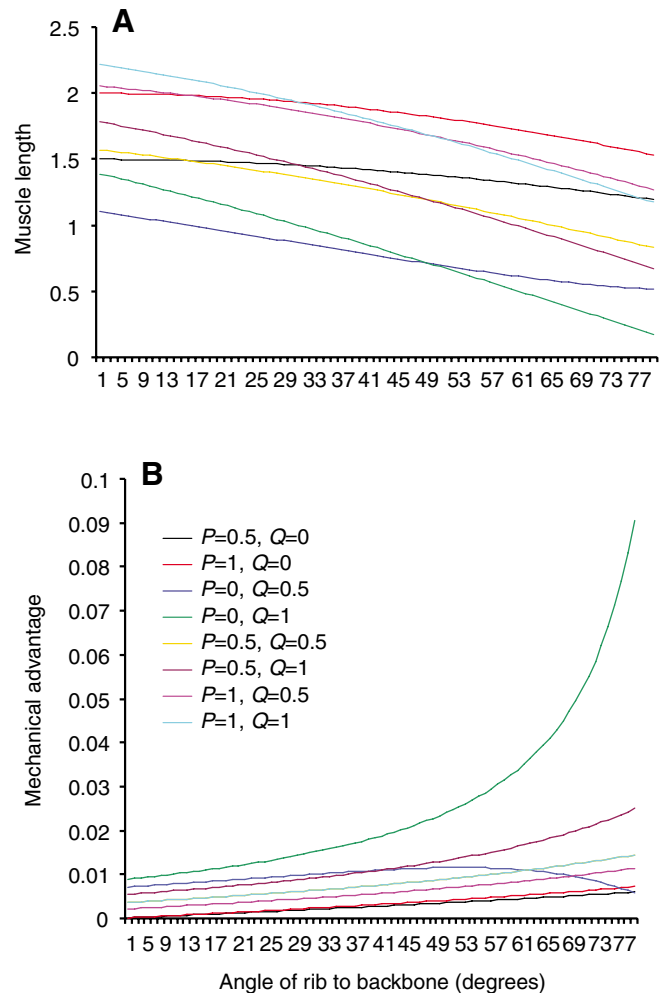 A
2.5
2
1.5
1
0.5
0
Muscle length
1 5 9 13 17 21 25 29 33 37 41 45 49 53 57 61 65 69 73 77
B
0.1
0.09
0.08
0.07
0.06
0.05
0.04
0.03
0.02
0.01
0
Mechanical advantage
P=0.5, Q=0
P=1, Q=0
P=0, Q=0.5
P=0, Q=1
P=0.5, Q=0.5
P=0.5, Q=1
P=1, Q=0.5
P=1, Q=1
1 5 9 13 17 21 25 29 33 37 41 45 49 53 57 61 65 69 73 77
Angle of rib to backbone (degrees)